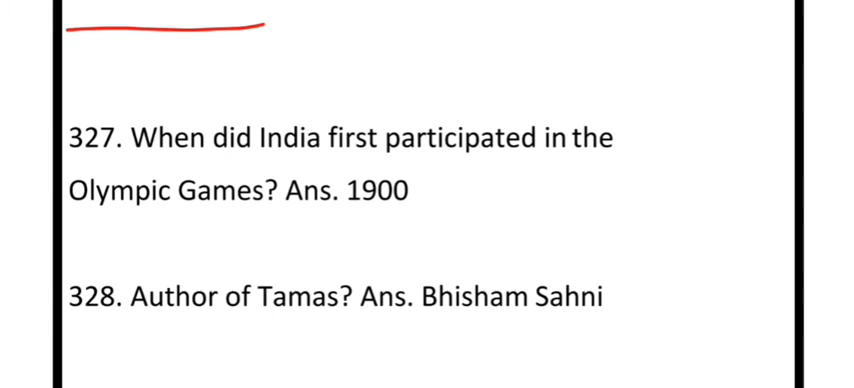 327. When did India first participated in the
Olympic Games? Ans. 1900
328. Author of Tamas? Ans. Bhisham Sahni